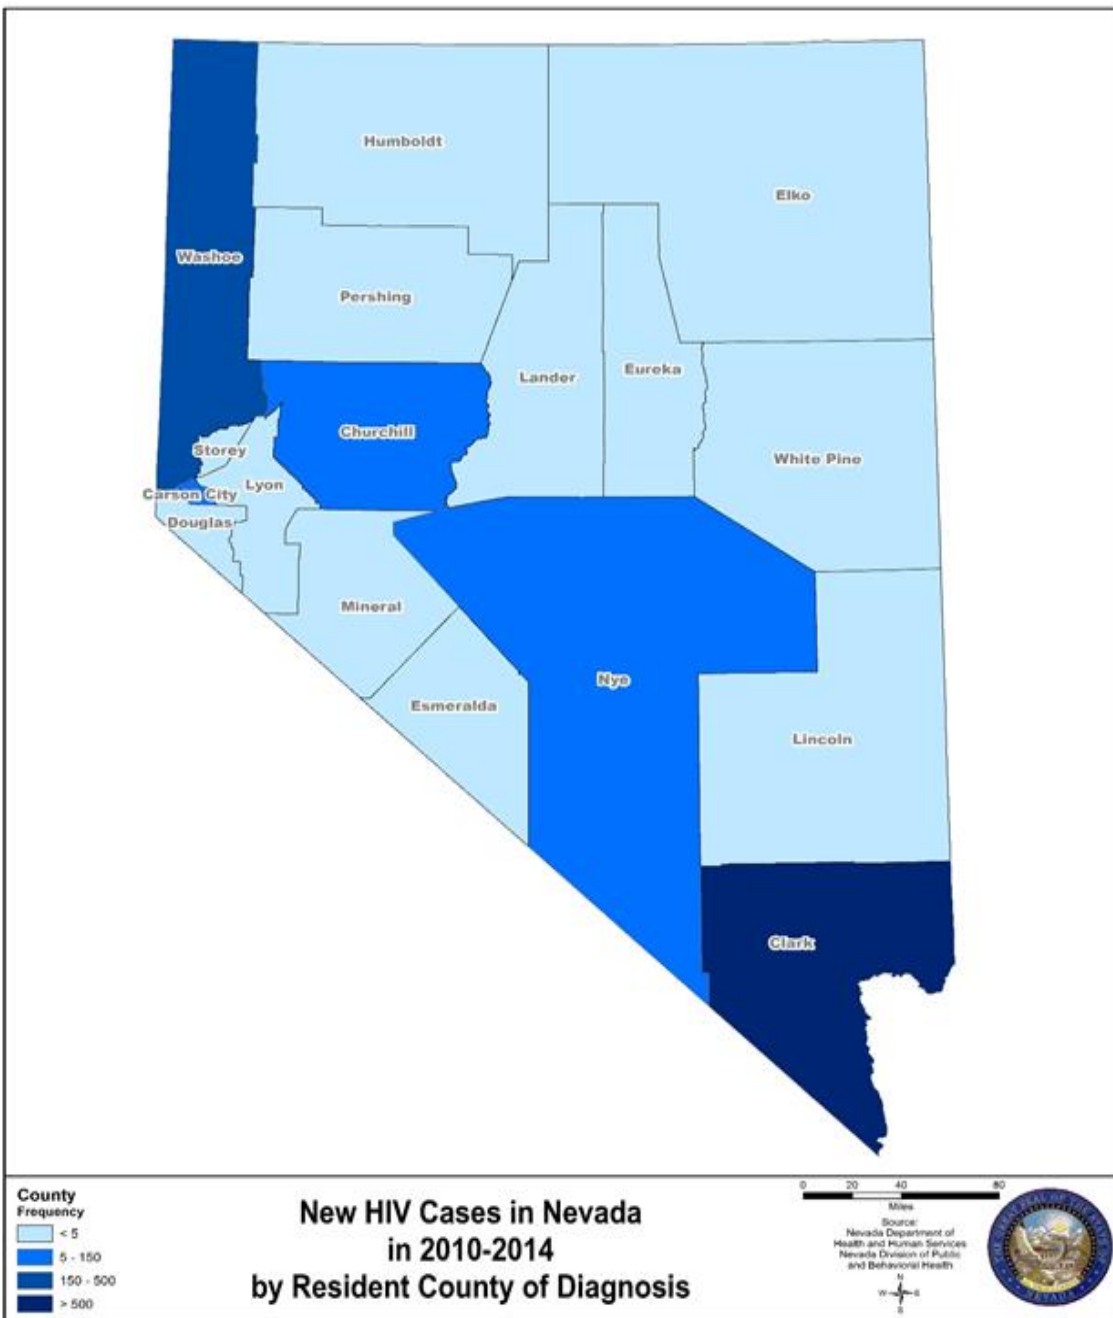 Humboldt
Elko
Washoe
Pershing
Lander
Eureka
Churchill
Storey
White Pine
Carson City
Lyon
Douglas
Mineral
Nye
Esmeralda
Lincoln
Clark
County
Frequency
< 5
5 - 150
150 - 500
> 500
New HIV Cases in Nevada
in 2010-2014
by Resident County of Diagnosis
0 20 40 80
Miles
Source:
Nevada Department of
Health and Human Services
Nevada Division of Public
and Behavioral Health
N
W E
S
NEVADA